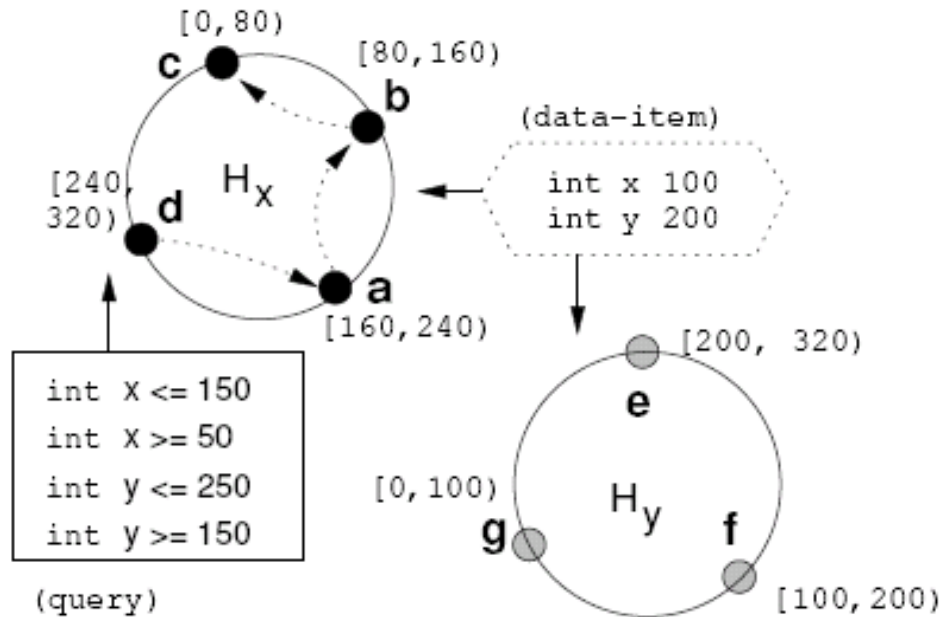 [0,80)
c
[80,160)
b
(data-item)
H x
int x 100
int y 200
[240,
320)
d
a
[160,240)
[200, 320)
e
int x <= 150
int x >= 50
int y <= 250
int y >= 150
[0,100)
H y
g
f
[100,200)
(query)